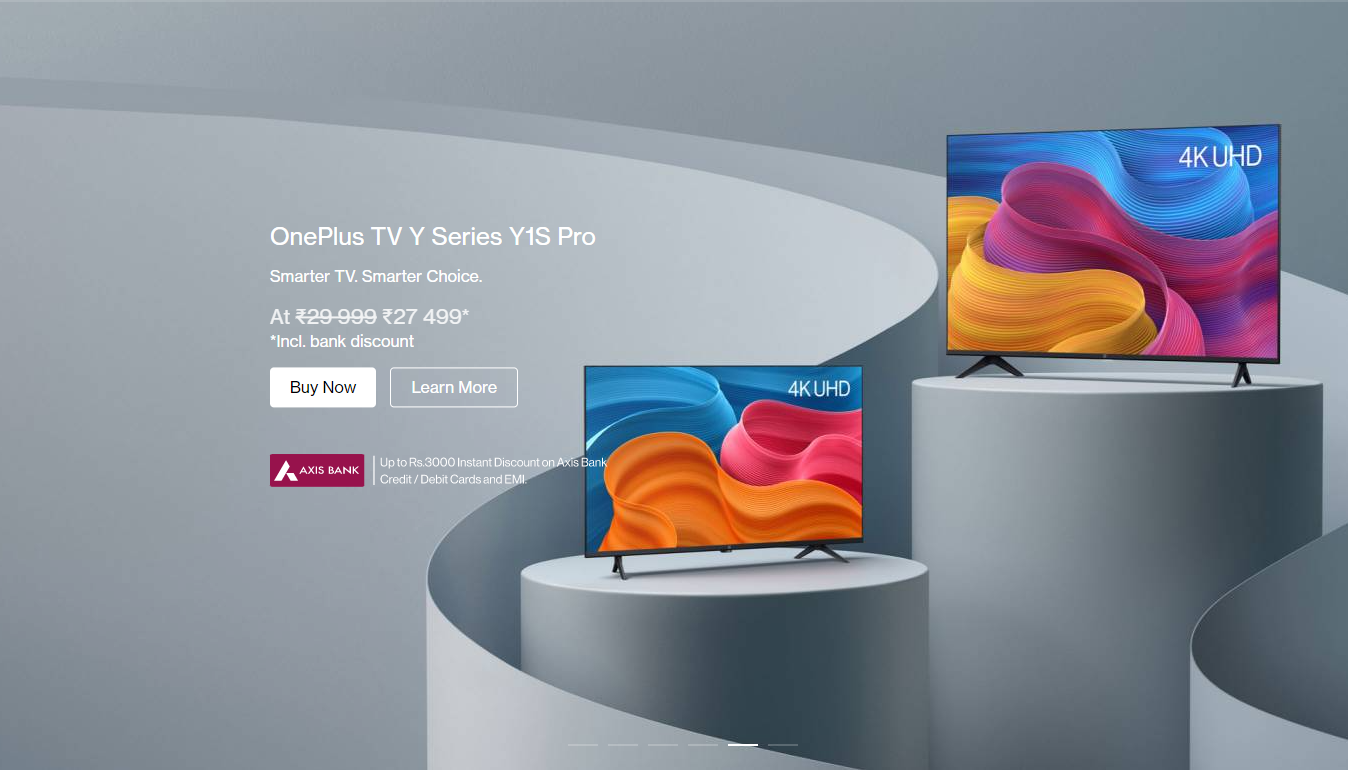 OnePlus TV Y Series Y1S Pro
Smarter TV. Smarter Choice.
At ₹29 999 ₹27 499*
*Incl. bank discount
Buy Now
Learn More
AXIS BANK
Up to Rs.3000 Instant Discount on Axis Bank
Credit / Debit Cards and EMI.
4K UHD
4K UHD